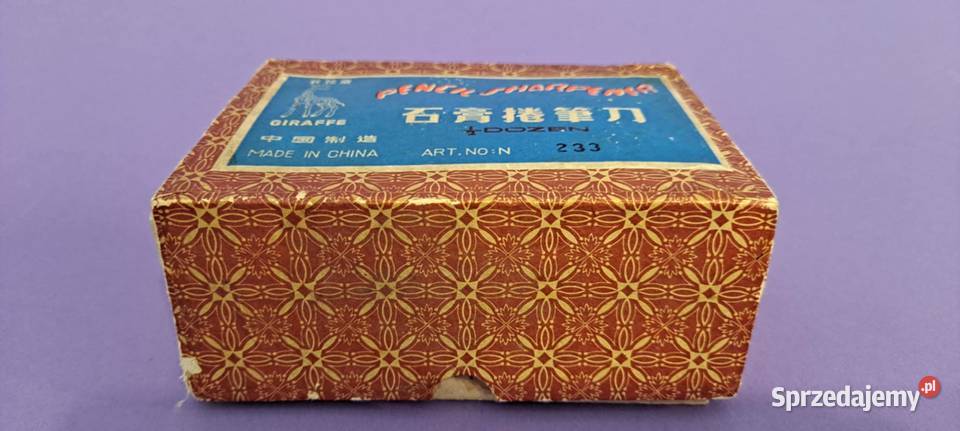 PENCIL SHARPENER
GIRAFFE
石膏捲筆刀
½ DOZEN
中国制造
MADE IN CHINA
ART.NO:N 233
Sprzedajemy.pl